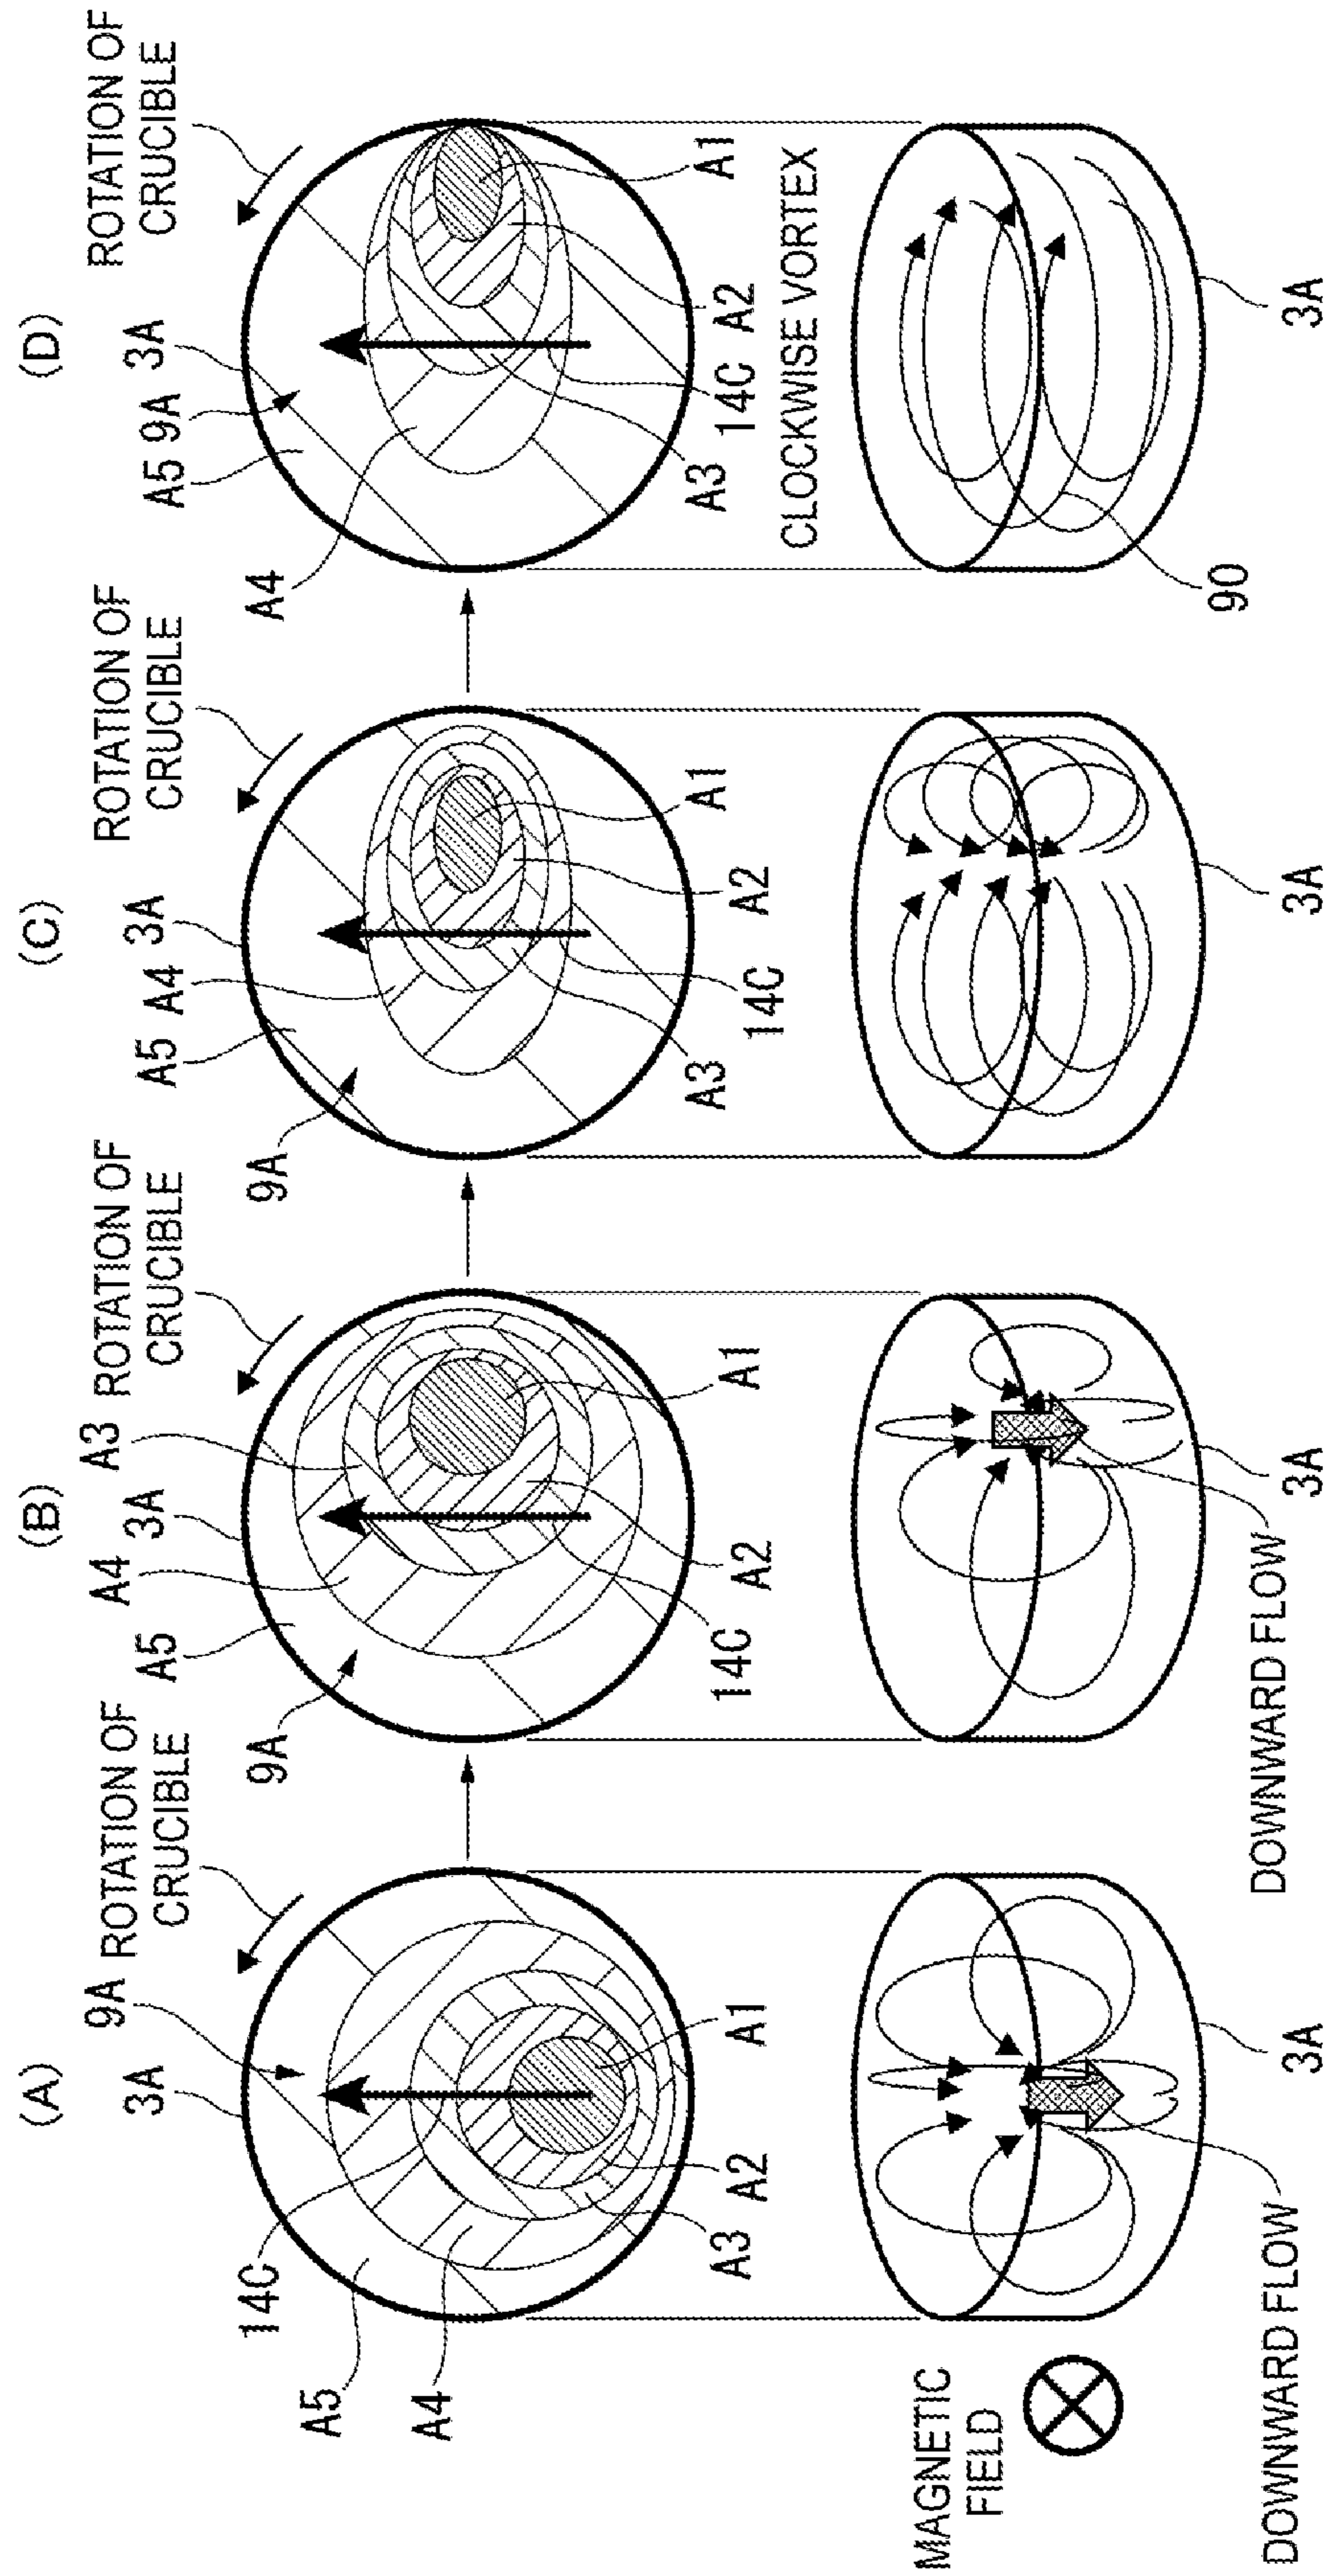 (A)
(B)
(C)
(D)
9A
ROTATION OF
CRUCIBLE
3A
14C
A5
A4
A3
A2
A1
ROTATION OF
CRUCIBLE
A3
3A
A4
A5
9A
14C
A2
A1
ROTATION OF
CRUCIBLE
3A
A4
A5
9A
A3
14C
A2
A1
ROTATION OF
CRUCIBLE
3A
9A
A5
A4
A3
14C
A2
A1
MAGNETIC
FIELD
DOWNWARD FLOW
3A
DOWNWARD FLOW
3A
3A
CLOCKWISE VORTEX
90
3A